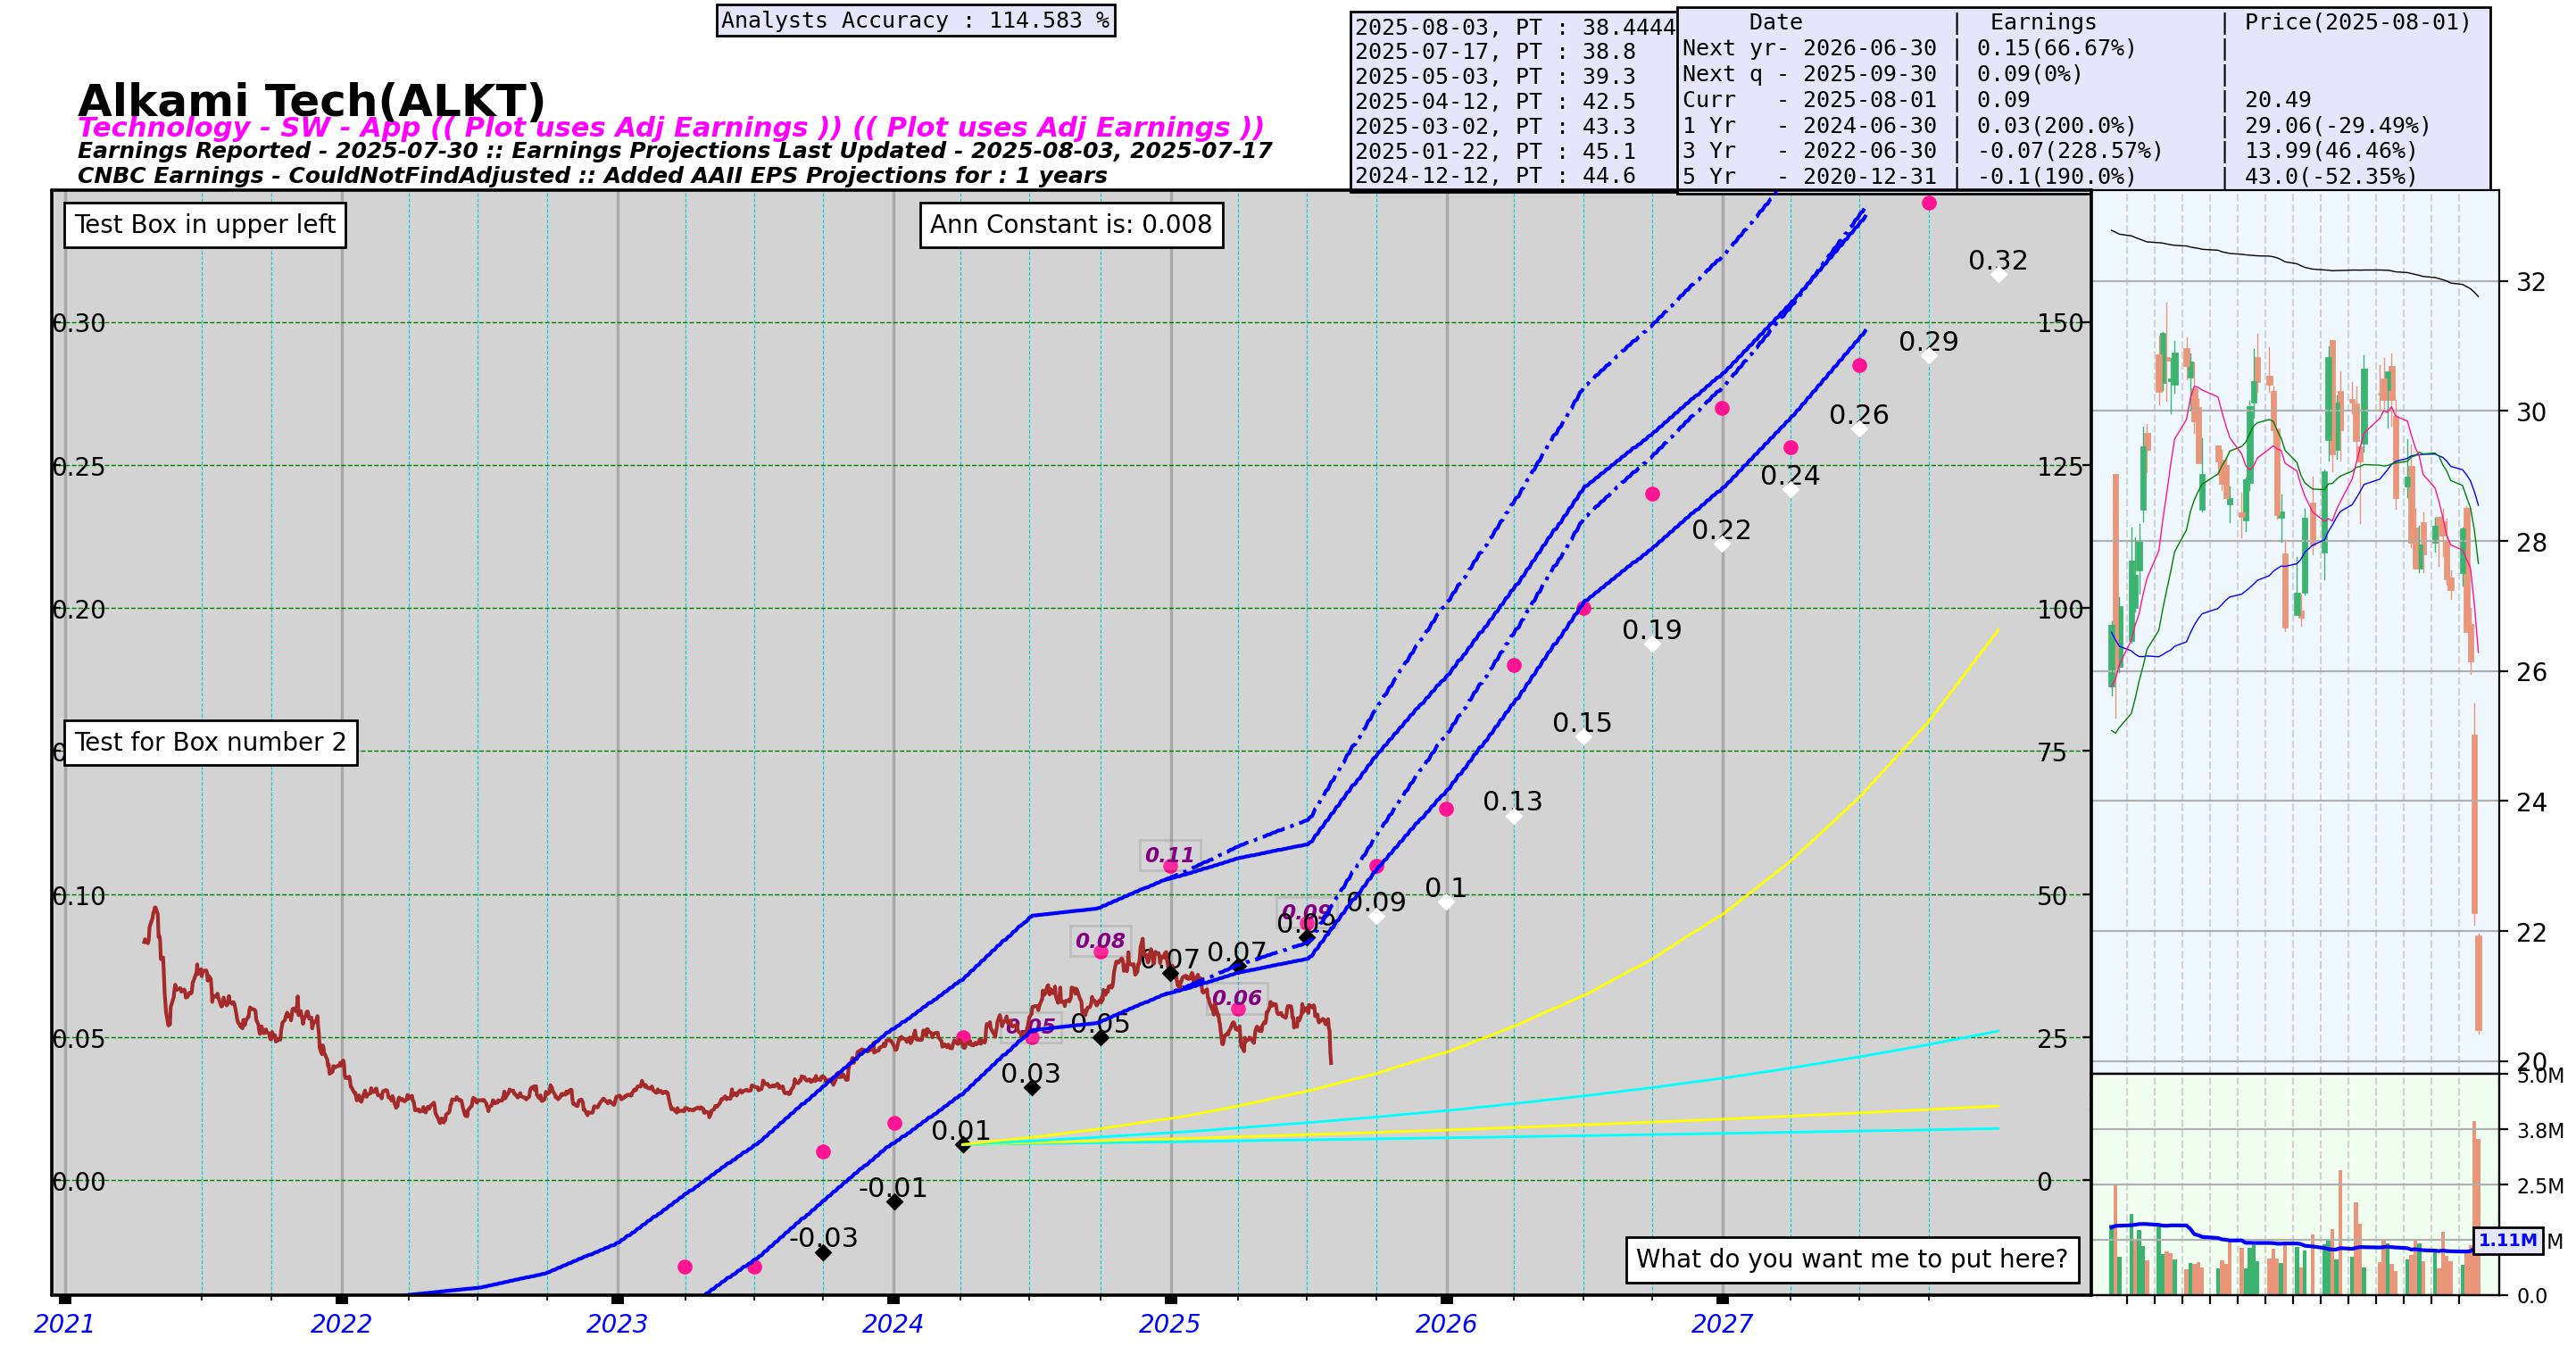 Analysts Accuracy : 114.583 %
2025-08-03, PT : 38.4444
2025-07-17, PT : 38.8
2025-05-03, PT : 39.3
2025-04-12, PT : 42.5
2025-03-02, PT : 43.3
2025-01-22, PT : 45.1
2024-12-12, PT : 44.6
Date | Earnings | Price(2025-08-01)
Next yr- 2026-06-30 | 0.15(66.67%) |
Next q - 2025-09-30 | 0.09(0%) |
Curr - 2025-08-01 | 0.09 | 20.49
1 Yr - 2024-06-30 | 0.03(200.0%) | 29.06(-29.49%)
3 Yr - 2022-06-30 | -0.07(228.57%) | 13.99(46.46%)
5 Yr - 2020-12-31 | -0.1(190.0%) | 43.0(-52.35%)
Alkami Tech(ALKT)
Technology - SW - App (( Plot uses Adj Earnings )) (( Plot uses Adj Earnings ))
Earnings Reported - 2025-07-30 :: Earnings Projections Last Updated - 2025-08-03, 2025-07-17
CNBC Earnings - CouldNotFindAdjusted :: Added AAII EPS Projections for : 1 years
Test Box in upper left
Ann Constant is: 0.008
0.32
32
0.30
150
0.29
30
0.26
0.25
125
0.24
0.22
28
0.20
100
0.19
26
0.15
Test for Box number 2
75
0.13
24
0.11
0.10
50
0.1
0.09
0.09
0.09
22
0.08
0.07
0.07
0.06
0.05
0.05
0.05
25
20
0.03
5.0M
0.01
3.8M
0.00
0
-0.01
2.5M
-0.03
1.11M
M
What do you want me to put here?
0.0
2021
2022
2023
2024
2025
2026
2027